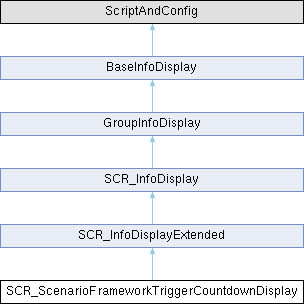 ScriptAndConfig
BaseInfoDisplay
GroupInfoDisplay
SCR_InfoDisplay
SCR_InfoDisplayExtended
SCR_ScenarioFrameworkTriggerCountdownDisplay